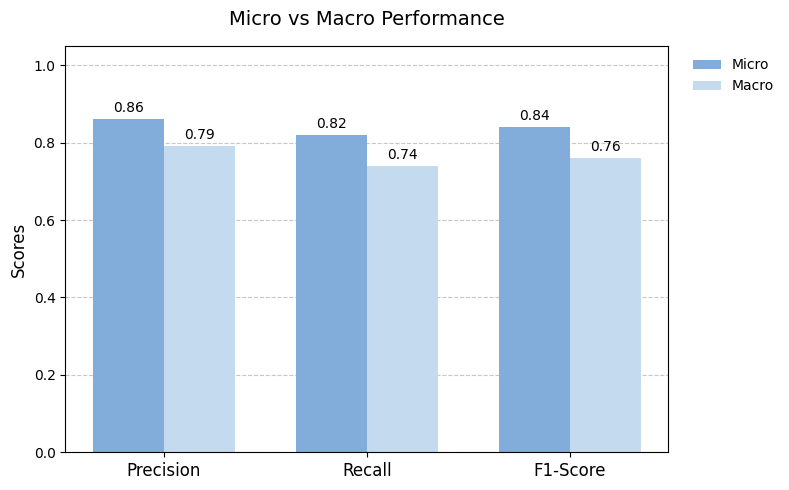 Micro vs Macro Performance
Micro
Macro
1.0
0.8
0.6
0.4
0.2
0.0
Scores
0.86
0.79
0.82
0.74
0.84
0.76
Precision
Recall
F1-Score